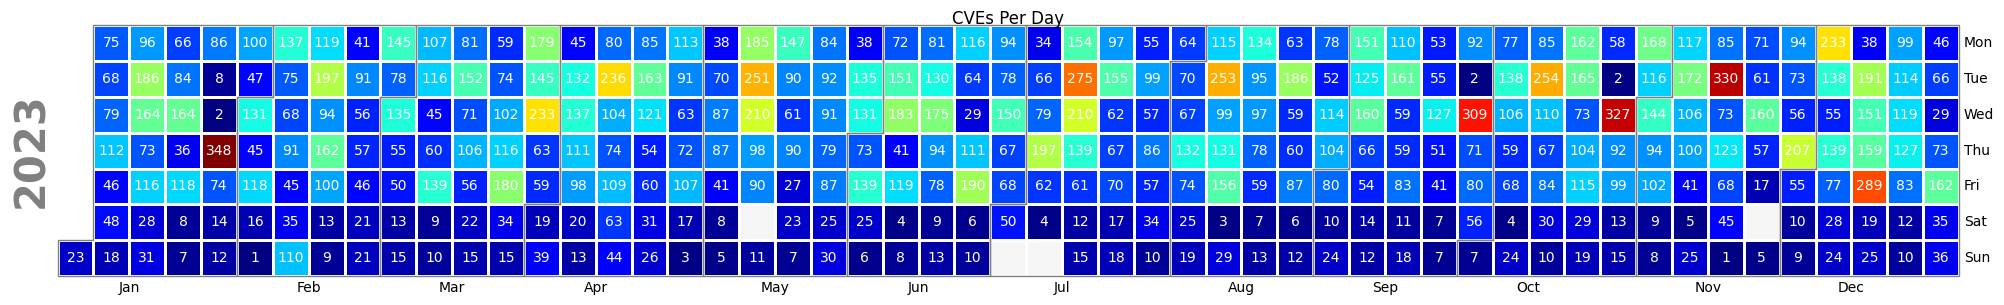 CVEs Per Day
2023
75 96 66 86 100 137 119 41 145 107 81 59 179 45 80 85 113 38 185 147 84 38 72 81 116 94 34 154 97 55 64 115 134 63 78 151 110 53 92 77 85 162 58 168 117 85 71 94 233 38 99 46 Mon
68 186 84 8 47 75 197 91 78 116 152 74 145 132 236 163 91 70 251 90 92 135 151 130 64 78 66 275 155 99 70 253 95 186 52 125 161 55 2 138 254 165 2 116 172 330 61 73 138 191 114 66 Tue
79 164 164 2 131 68 94 56 135 45 71 102 233 137 104 121 63 87 210 61 91 131 183 175 29 150 79 210 62 57 67 99 97 59 114 160 59 127 309 106 110 73 327 144 106 73 160 56 55 151 119 29 Wed
112 73 36 348 45 91 162 57 55 60 106 116 63 111 74 54 72 87 98 90 79 73 41 94 111 67 197 139 67 86 132 131 78 60 104 66 59 51 71 59 67 104 92 94 100 123 57 207 139 159 127 73 Thu
46 116 118 74 118 45 100 46 50 139 56 180 59 98 109 60 107 41 90 27 87 139 119 78 190 68 62 61 70 57 74 156 59 87 80 54 83 41 80 68 84 115 99 102 41 68 17 55 77 289 83 162 Fri
48 28 8 14 16 35 13 21 13 9 22 34 19 20 63 31 17 8 23 25 25 4 9 6 50 4 12 17 34 25 3 7 6 10 14 11 7 56 4 30 29 13 9 5 45 10 28 19 12 35 Sat
23 18 31 7 12 1 110 9 21 15 10 15 15 39 13 44 26 3 5 11 7 30 6 8 13 10 15 18 10 19 29 13 12 24 12 18 7 7 24 10 19 15 8 25 1 5 9 24 25 10 36 Sun
Jan Feb Mar Apr May Jun Jul Aug Sep Oct Nov Dec